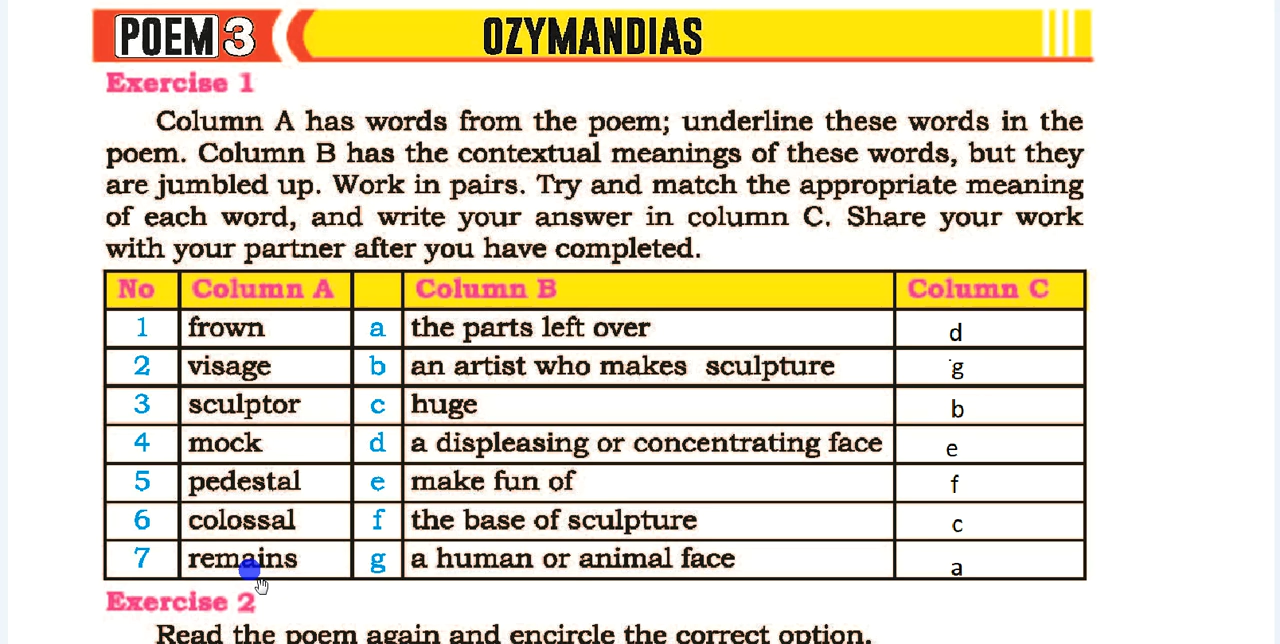 POEM 3 OZYMANDIAS
Exercise 1
Column A has words from the poem; underline these words in the
poem. Column B has the contextual meanings of these words, but they
are jumbled up. Work in pairs. Try and match the appropriate meaning
of each word, and write your answer in column C. Share your work
with your partner after you have completed.
No Column A Column B Column C
1 frown a the parts left over d
2 visage b an artist who makes sculpture g
3 sculptor c huge b
4 mock d a displeasing or concentrating face e
5 pedestal e make fun of f
6 colossal f the base of sculpture c
7 remains g a human or animal face a
Exercise 2
Read the poem again and encircle the correct option.